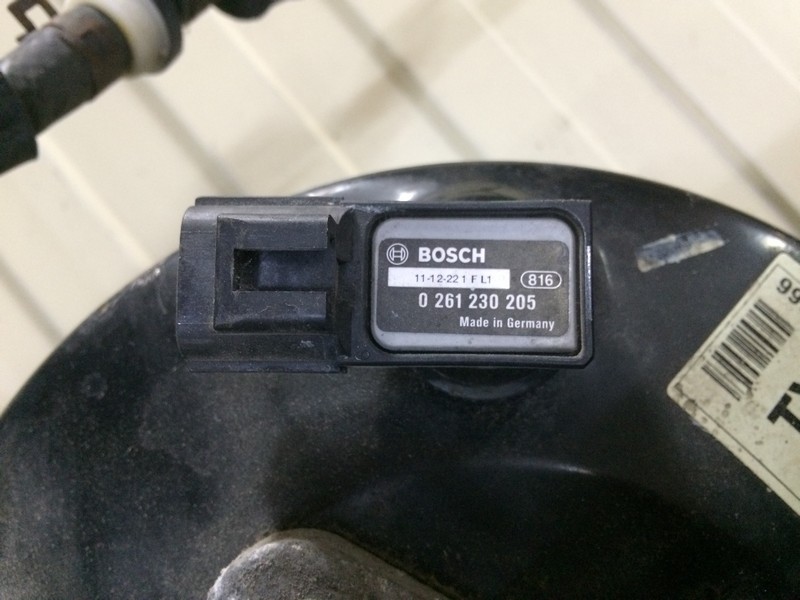 BOSCH
11-12-22 1 F L1
816
0 261 230 205
Made in Germany